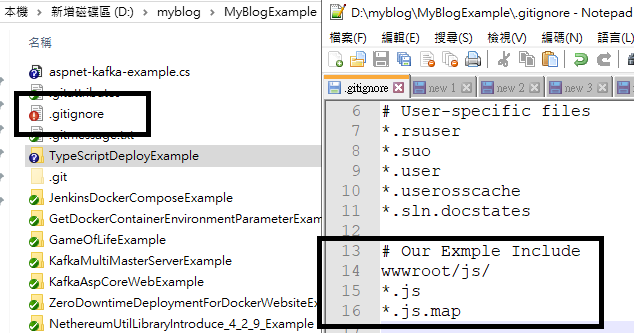 本機 > 新增磁碟區 (D:) > myblog > MyBlogExample
名稱
aspnet-kafka-example.cs
.gitattributes
.gitignore
.gitmessage.txt
TypeScriptDeployExample
.git
JenkinsDockerComposeExample
GetDockerContainerEnvironmentParameterExam
GameOfLifeExample
KafkaMultiMasterServerExample
KafkaAspCoreWebExample
ZeroDowntimeDeploymentForDockerWebsiteEx
NethereumUtilLibraryIntroduce_4_2_9_Example
D:\myblog\MyBlogExample\.gitignore - Notepad
檔案(F) 編輯(E) 搜尋(S) 檢視(V) 編碼(N) 語言(L)
.gitignore new 1 new 2 new 3
6 # User-specific files
7 *.rsuser
8 *.suo
9 *.user
10 *.userosscache
11 *.sln.docstates
12
13 # Our Exmple Include
14 wwwroot/js/
15 *.js
16 *.js.map
17